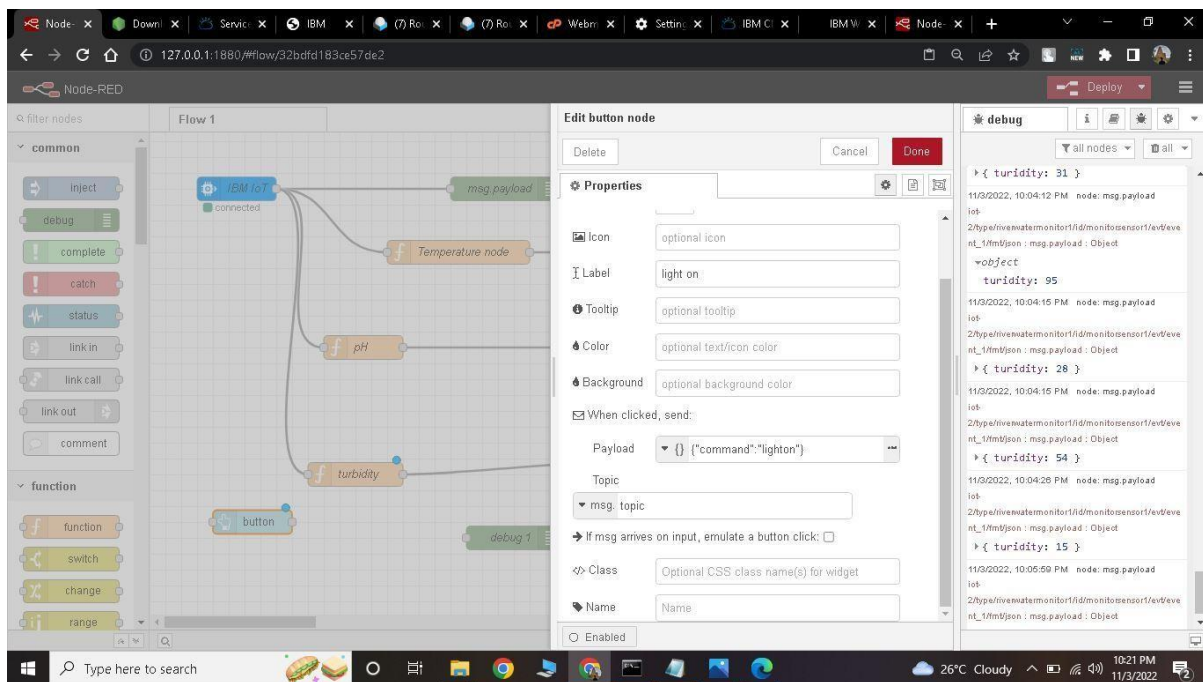 Node-
Downl
Service
IBM
(7) Ro
(7) Ro
Webm
Setting
IBM Cl
IBM W
Node-
127.0.0.1:1880/#flow/32bdfd183ce57de2
NEW
Node-RED
Deploy
filter nodes
Flow 1
common
inject
debug
complete
catch
status
link in
link call
link out
comment
function
function
switch
change
range
IBM IoT
connected
msg.payload
Temperature node
pH
turbidity
button
debug 1
Edit button node
Delete
Cancel
Done
Properties
Icon
optional icon
Label
light on
Tooltip
optional tooltip
Color
optional text/icon color
Background
optional background color
When clicked, send:
Payload
{} {"command":"lighton"}
Topic
msg. topic
If msg arrives on input, emulate a button click:
Class
Optional CSS class name(s) for widget
Name
Name
Enabled
debug
all nodes
all
{ turidity: 31 }
11/3/2022, 10:04:12 PM node: msg.payload
iot-
2/type/riverwatermonitor1/id/monitorsensor1/evt/eve
nt_1/fmt/json : msg.payload : Object
object
turidity: 95
11/3/2022, 10:04:15 PM node: msg.payload
iot-
2/type/riverwatermonitor1/id/monitorsensor1/evt/eve
nt_1/fmt/json : msg.payload : Object
{ turidity: 28 }
11/3/2022, 10:04:15 PM node: msg.payload
iot-
2/type/riverwatermonitor1/id/monitorsensor1/evt/eve
nt_1/fmt/json : msg.payload : Object
{ turidity: 54 }
11/3/2022, 10:04:26 PM node: msg.payload
iot-
2/type/riverwatermonitor1/id/monitorsensor1/evt/eve
nt_1/fmt/json : msg.payload : Object
{ turidity: 15 }
11/3/2022, 10:05:59 PM node: msg.payload
iot-
2/type/riverwatermonitor1/id/monitorsensor1/evt/eve
nt_1/fmt/json : msg.payload : Object
Type here to search
26°C Cloudy
10:21 PM
11/3/2022